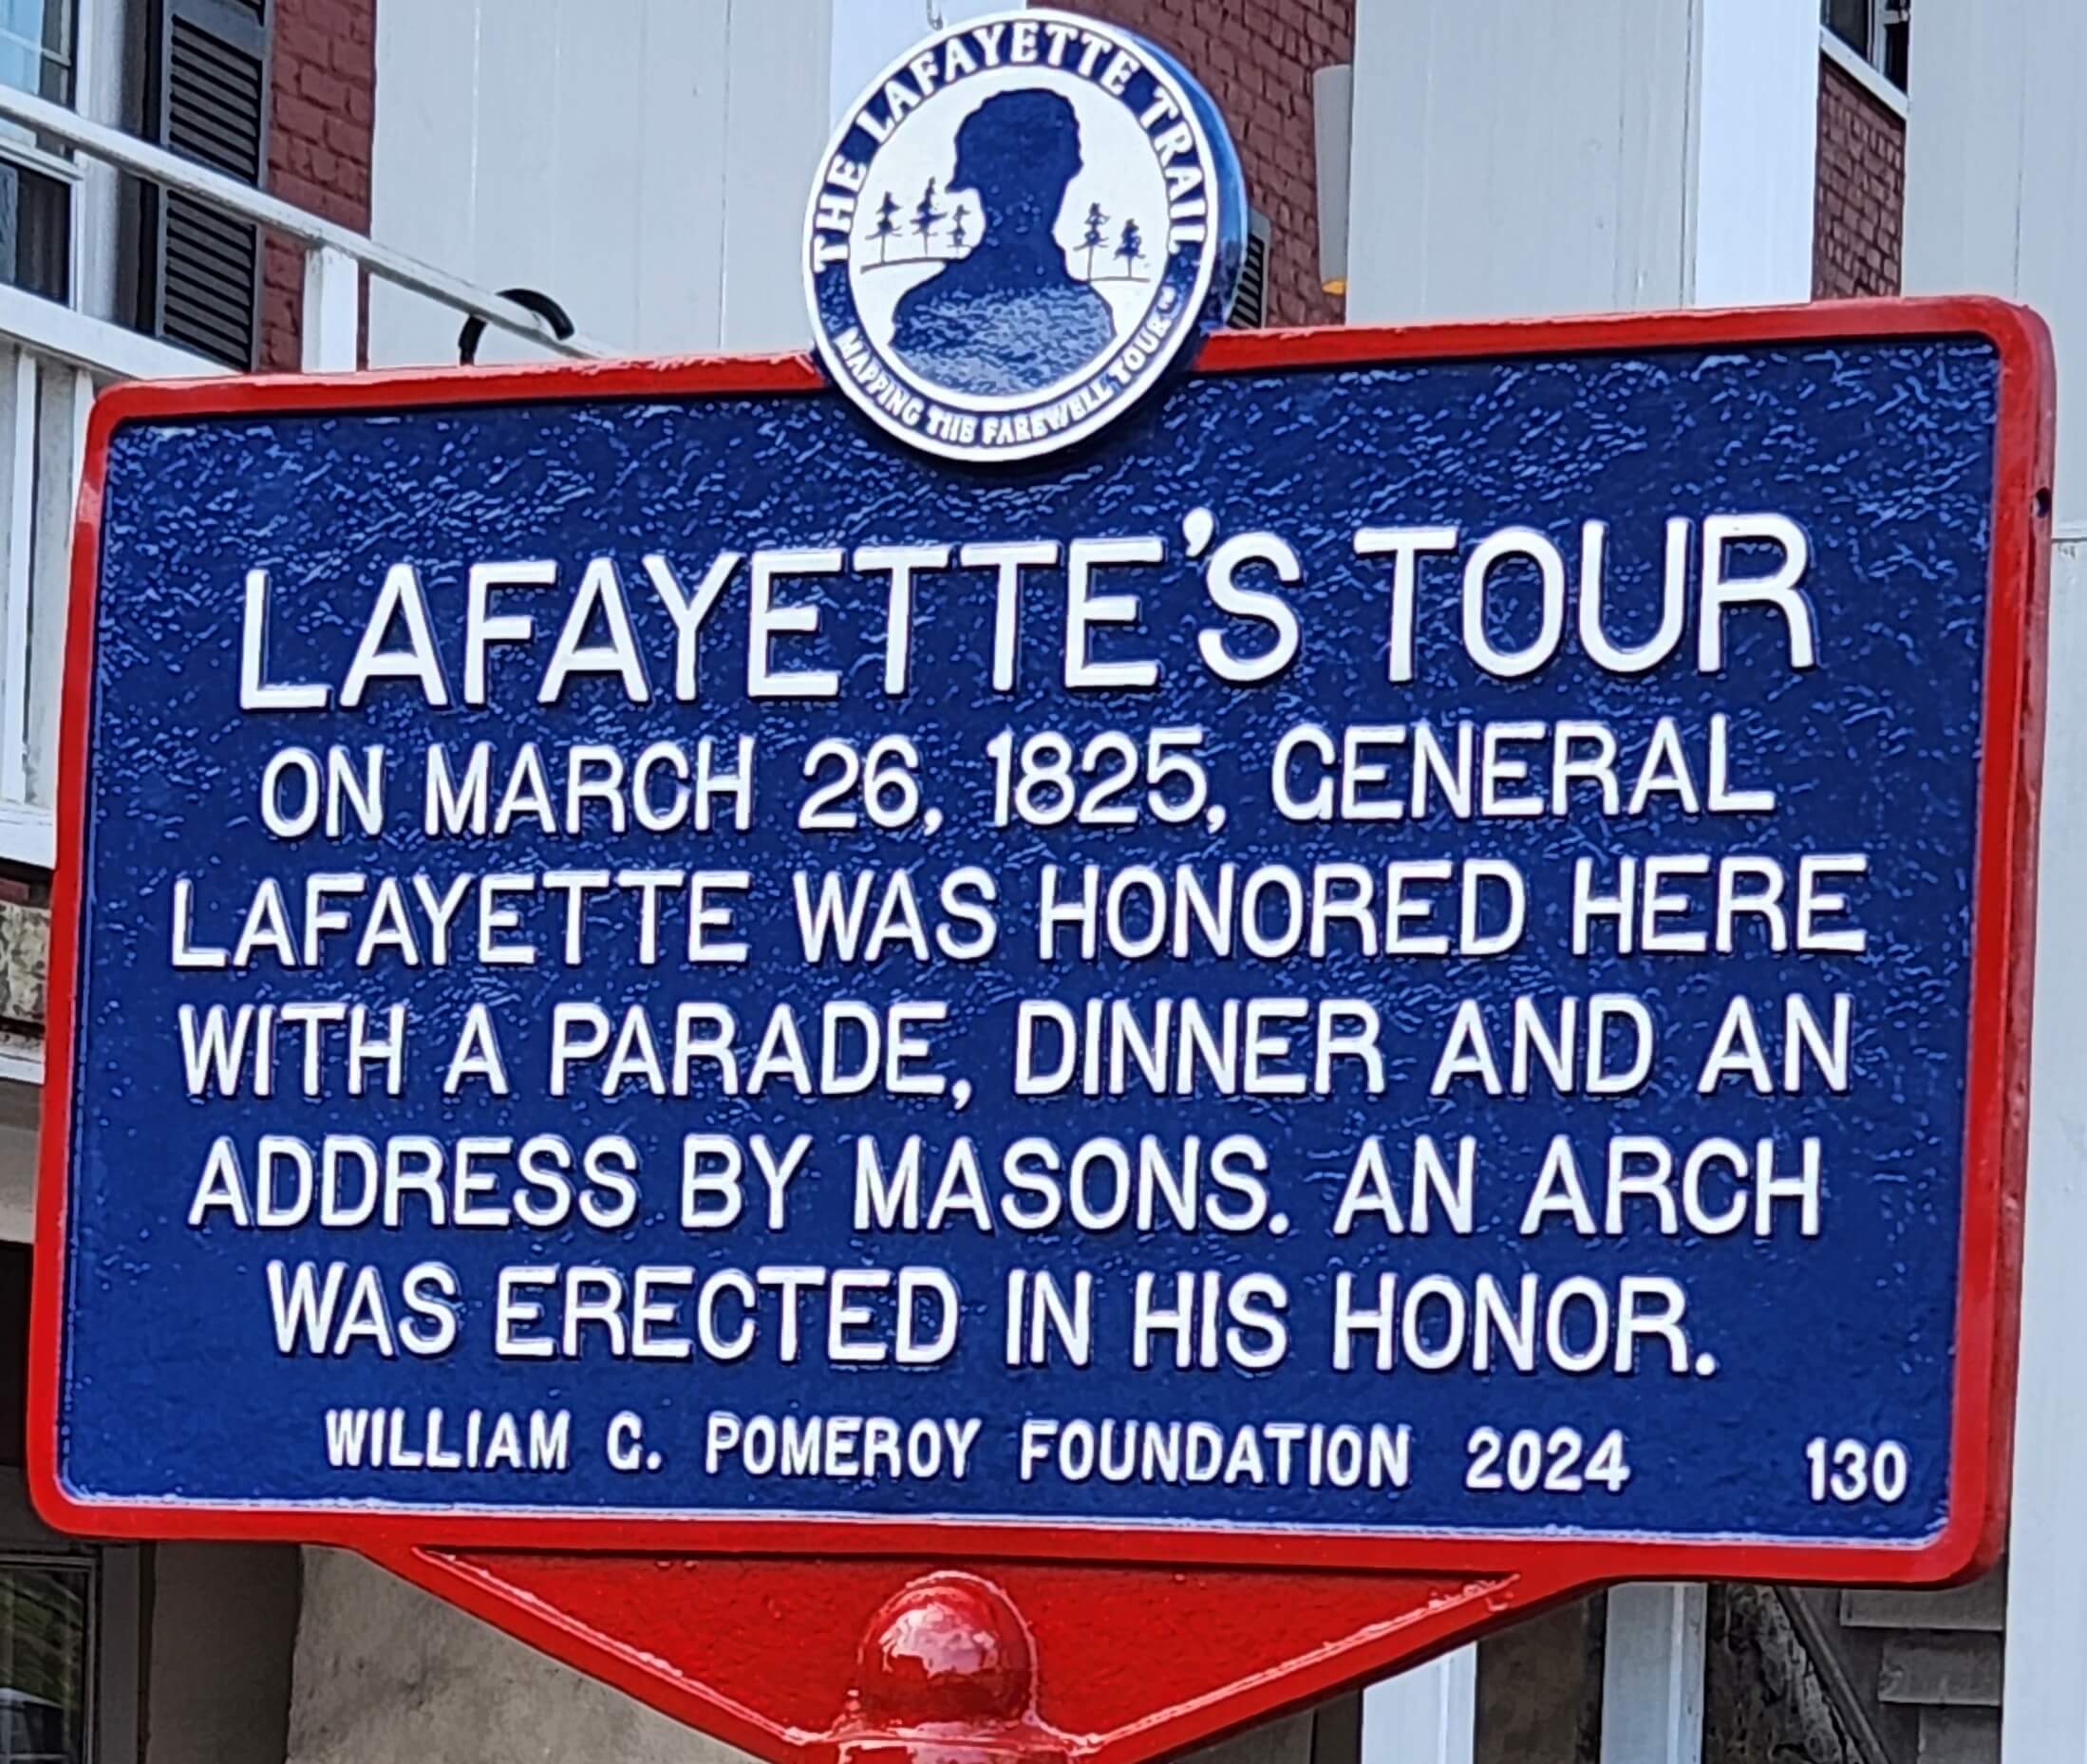 THE LAFAYETTE TRAIL
MAPPING THE FAREWELL TOUR
LAFAYETTE'S TOUR
ON MARCH 26, 1825, GENERAL
LAFAYETTE WAS HONORED HERE
WITH A PARADE, DINNER AND AN
ADDRESS BY MASONS. AN ARCH
WAS ERECTED IN HIS HONOR.
WILLIAM G. POMEROY FOUNDATION 2024 130